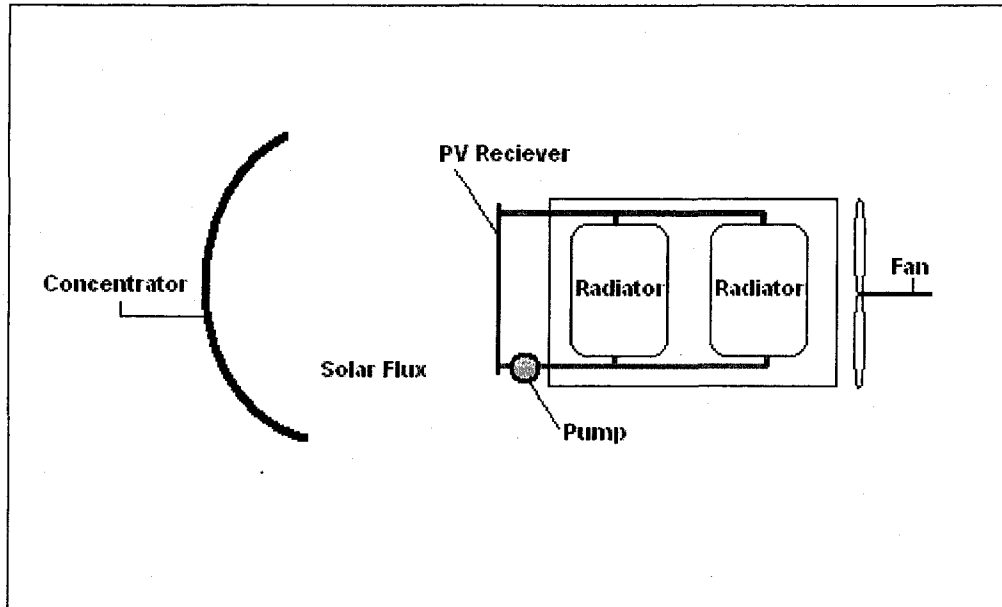 PV Reciever
Concentrator
Radiator
Radiator
Fan
Solar Flux
Pump